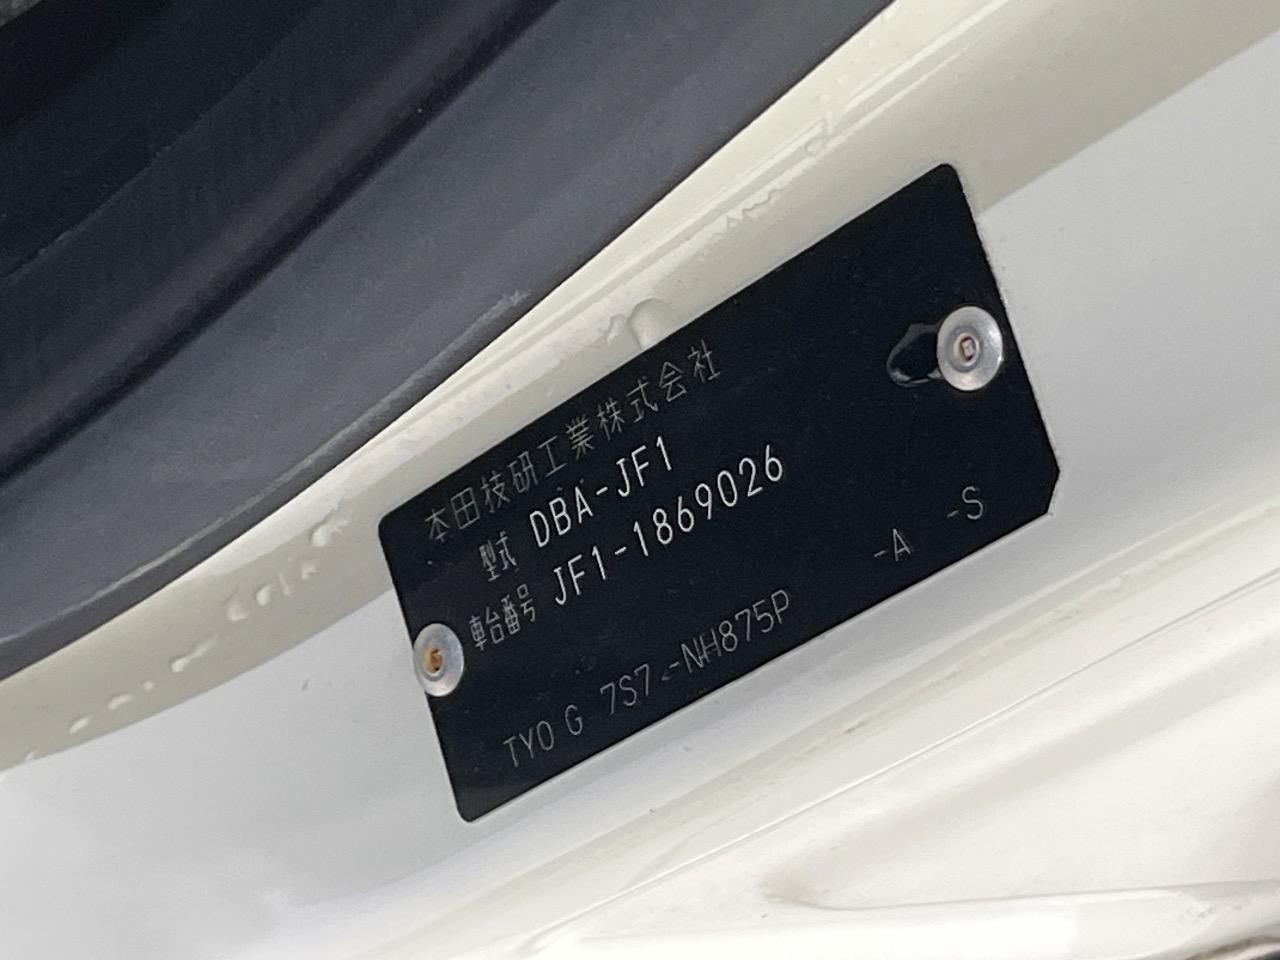 本田技研工業株式会社
型式 DBA-JF1
車台番号 JF1-1869026
-A -S
TYO G 7S7 -NH875P